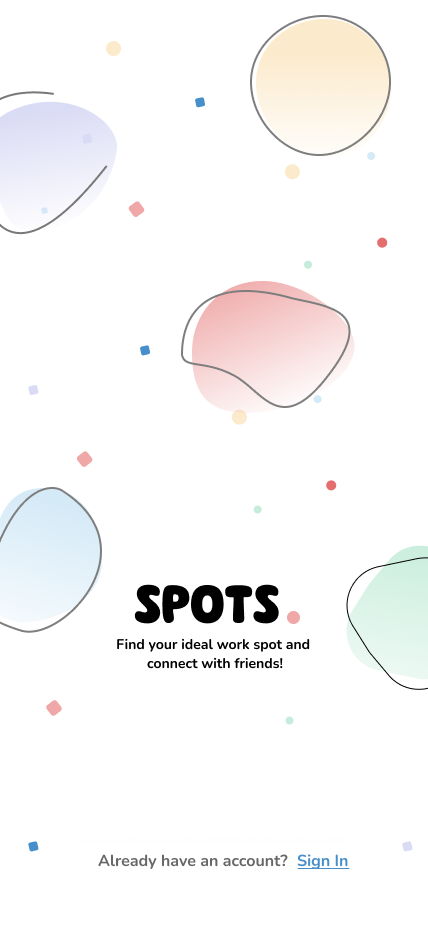 SPOTS
Find your ideal work spot and
connect with friends!
Already have an account? Sign In